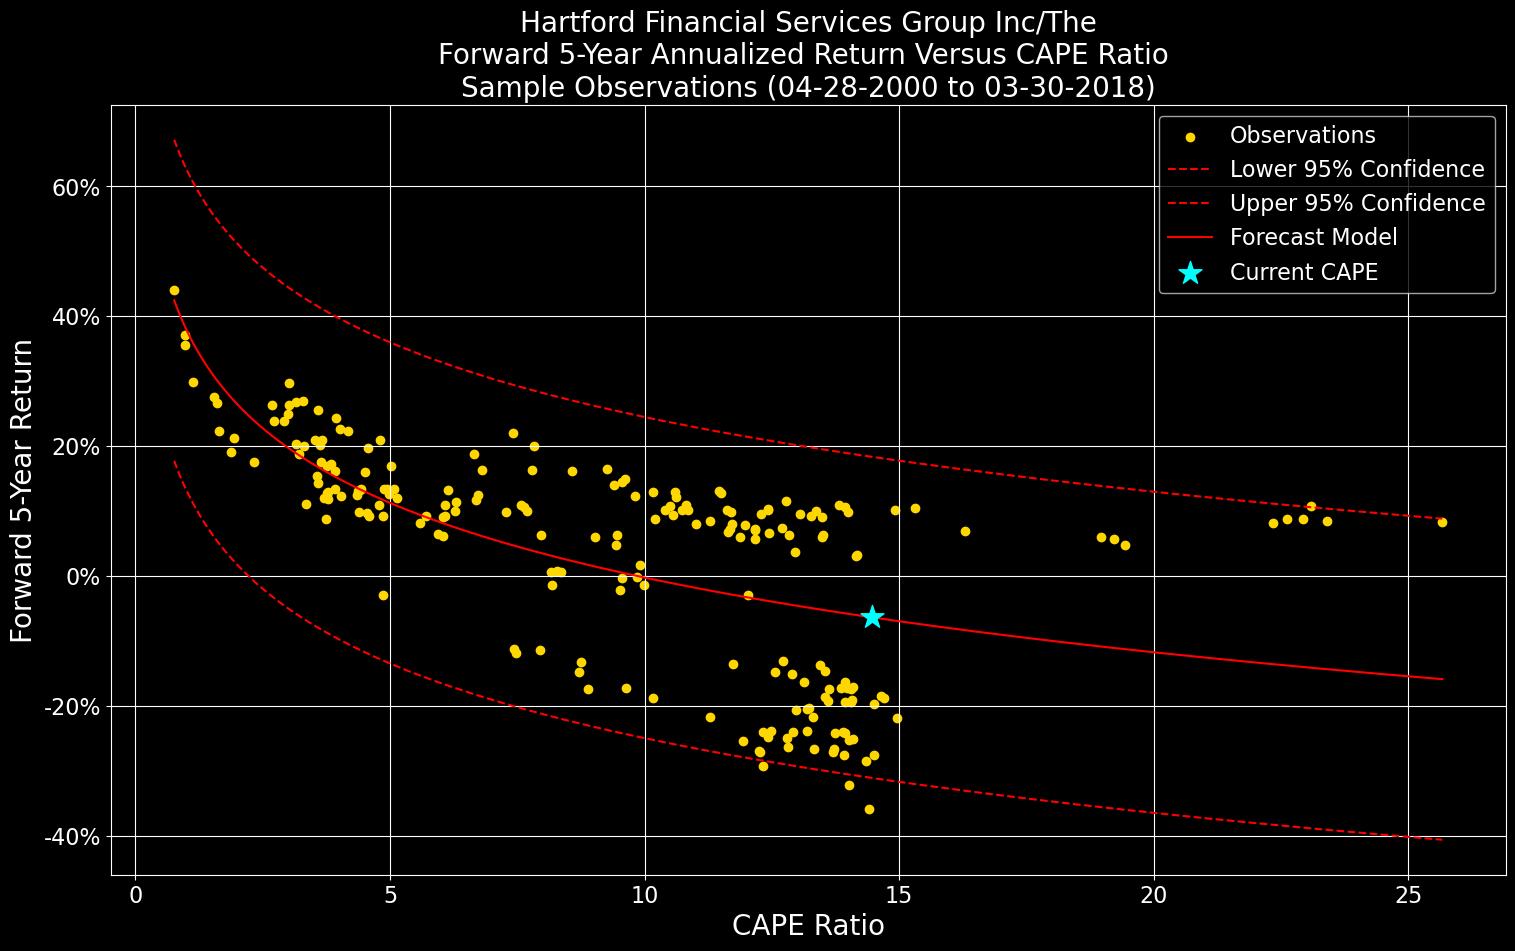 Hartford Financial Services Group Inc/The
Forward 5-Year Annualized Return Versus CAPE Ratio
Sample Observations (04-28-2000 to 03-30-2018)
Observations
Lower 95% Confidence
Upper 95% Confidence
Forecast Model
Current CAPE
Forward 5-Year Return
60%
40%
20%
0%
-20%
-40%
0 5 10 15 20 25
CAPE Ratio